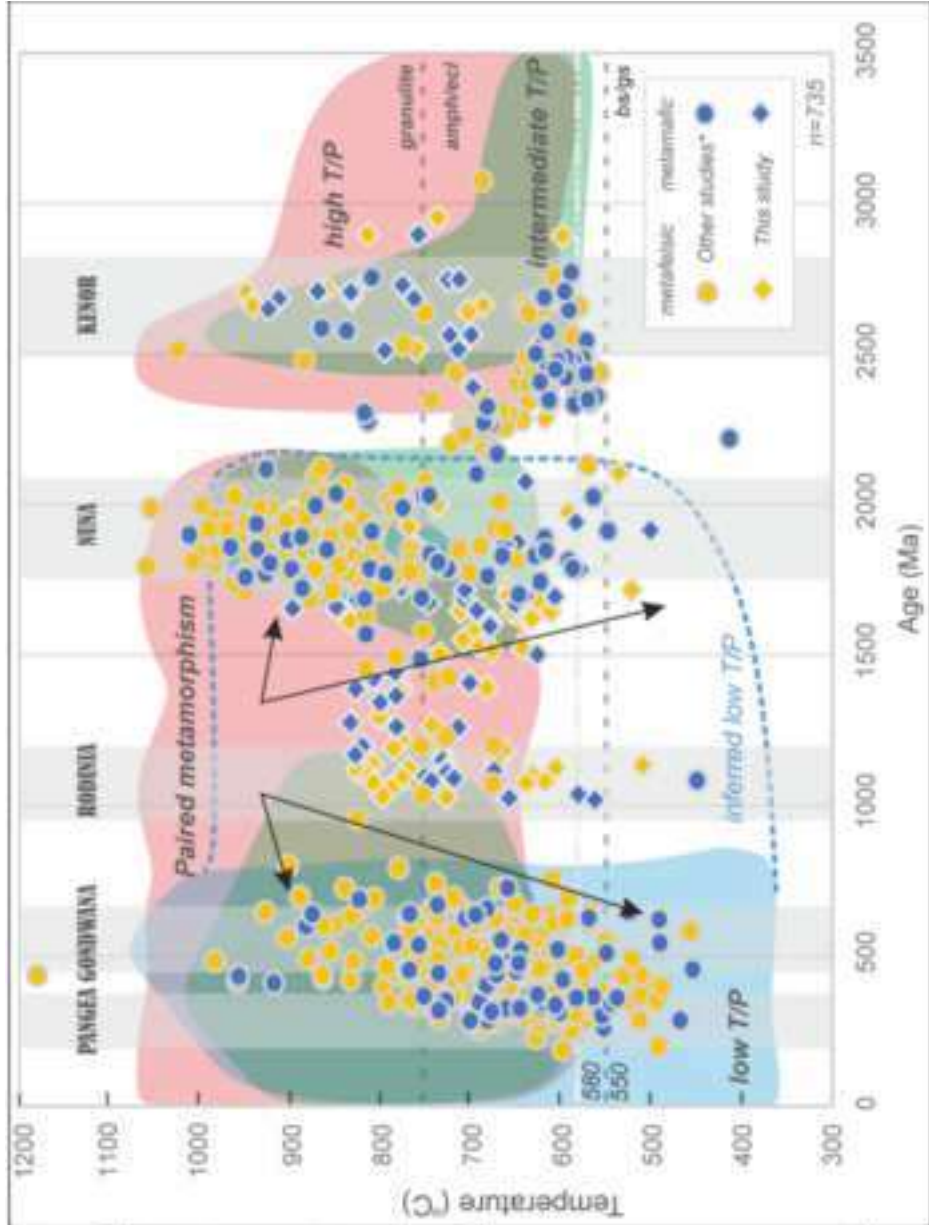 PANGEA GONDWANA RODINIA NUNA KENOR
1200
1100
1000
900
800
700
600
500
400
300
Temperature (°C)
Paired metamorphism
high T/P
granulite
ampl/ecl
Intermediate T/P
bs/gs
580
550
low T/P
inferred low T/P
metafelsic metamafic
Other studies*
This study
n=735
0 500 1000 1500 2000 2500 3000 3500
Age (Ma)